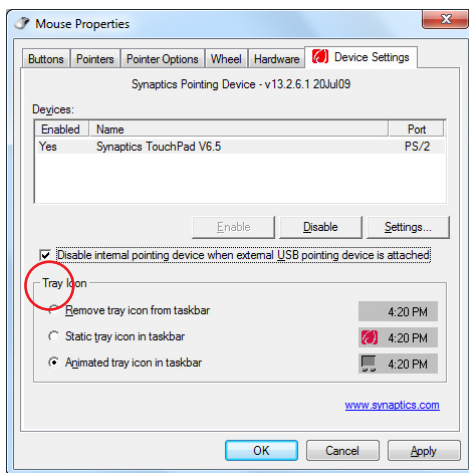 Mouse Properties
Buttons Pointers Pointer Options Wheel Hardware Device Settings
Synaptics Pointing Device - v13.2.6.1 20Jul09
Devices:
Enabled Name Port
Yes Synaptics TouchPad V6.5 PS/2
Enable Disable Settings...
Disable internal pointing device when external USB pointing device is attached
Tray Icon
Remove tray icon from taskbar 4:20 PM
Static tray icon in taskbar 4:20 PM
Animated tray icon in taskbar 4:20 PM
www.synaptics.com
OK Cancel Apply